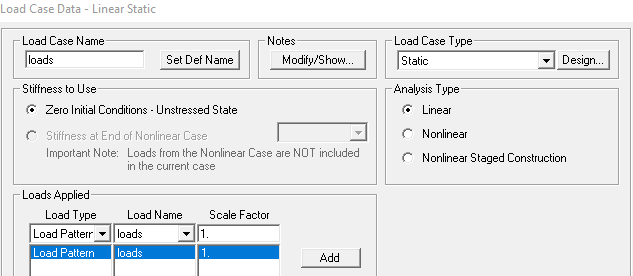 Load Case Data - Linear Static
Load Case Name
loads
Set Def Name
Notes
Modify/Show...
Load Case Type
Static
Design...
Stiffness to Use
Zero Initial Conditions - Unstressed State
Stiffness at End of Nonlinear Case
Important Note: Loads from the Nonlinear Case are NOT included
in the current case
Analysis Type
Linear
Nonlinear
Nonlinear Staged Construction
Loads Applied
Load Type Load Name Scale Factor
Load Pattern loads 1.
Load Pattern loads 1.
Add